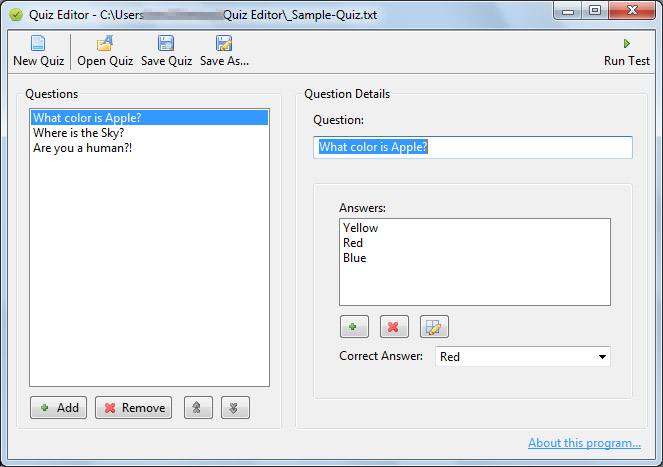 Quiz Editor - C:\Users Quiz Editor\_Sample-Quiz.txt
New Quiz Open Quiz Save Quiz Save As... Run Test
Questions
What color is Apple?
Where is the Sky?
Are you a human?!
Add Remove
Question Details
Question:
What color is Apple?
Answers:
Yellow
Red
Blue
Correct Answer: Red
About this program...